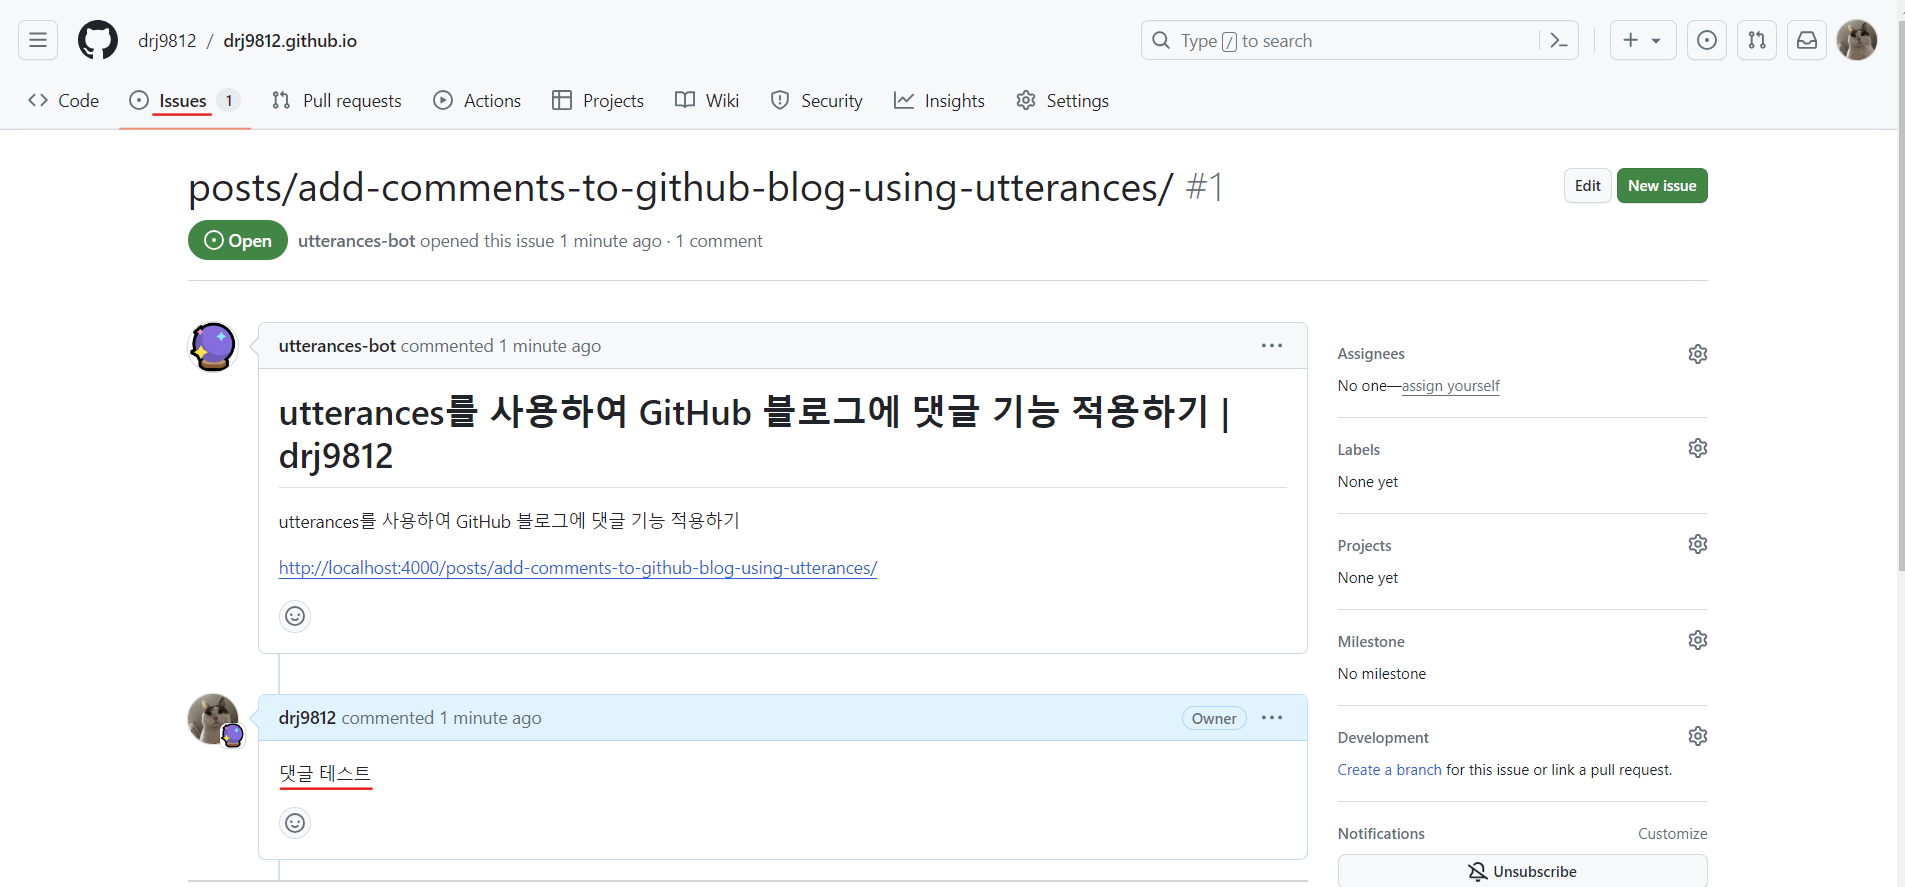 drj9812 / drj9812.github.io
Type / to search
Code Issues 1 Pull requests Actions Projects Wiki Security Insights Settings
posts/add-comments-to-github-blog-using-utterances/ #1
Edit New issue
Open utterances-bot opened this issue 1 minute ago · 1 comment
utterances-bot commented 1 minute ago
utterances를 사용하여 GitHub 블로그에 댓글 기능 적용하기 |
drj9812
utterances를 사용하여 GitHub 블로그에 댓글 기능 적용하기
http://localhost:4000/posts/add-comments-to-github-blog-using-utterances/
drj9812 commented 1 minute ago Owner
댓글 테스트
Assignees
No one—assign yourself
Labels
None yet
Projects
None yet
Milestone
No milestone
Development
Create a branch for this issue or link a pull request.
Notifications Customize
Unsubscribe